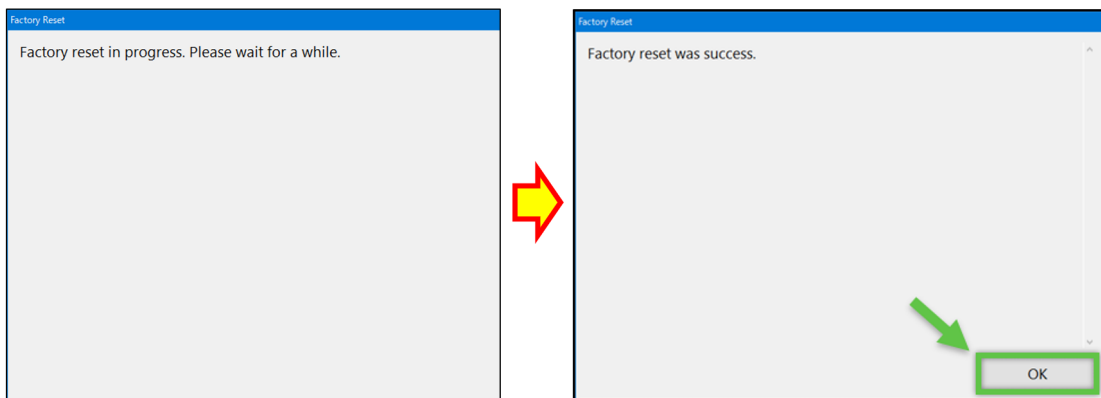 Factory Reset
Factory reset in progress. Please wait for a while.
Factory Reset
Factory reset was success.
OK